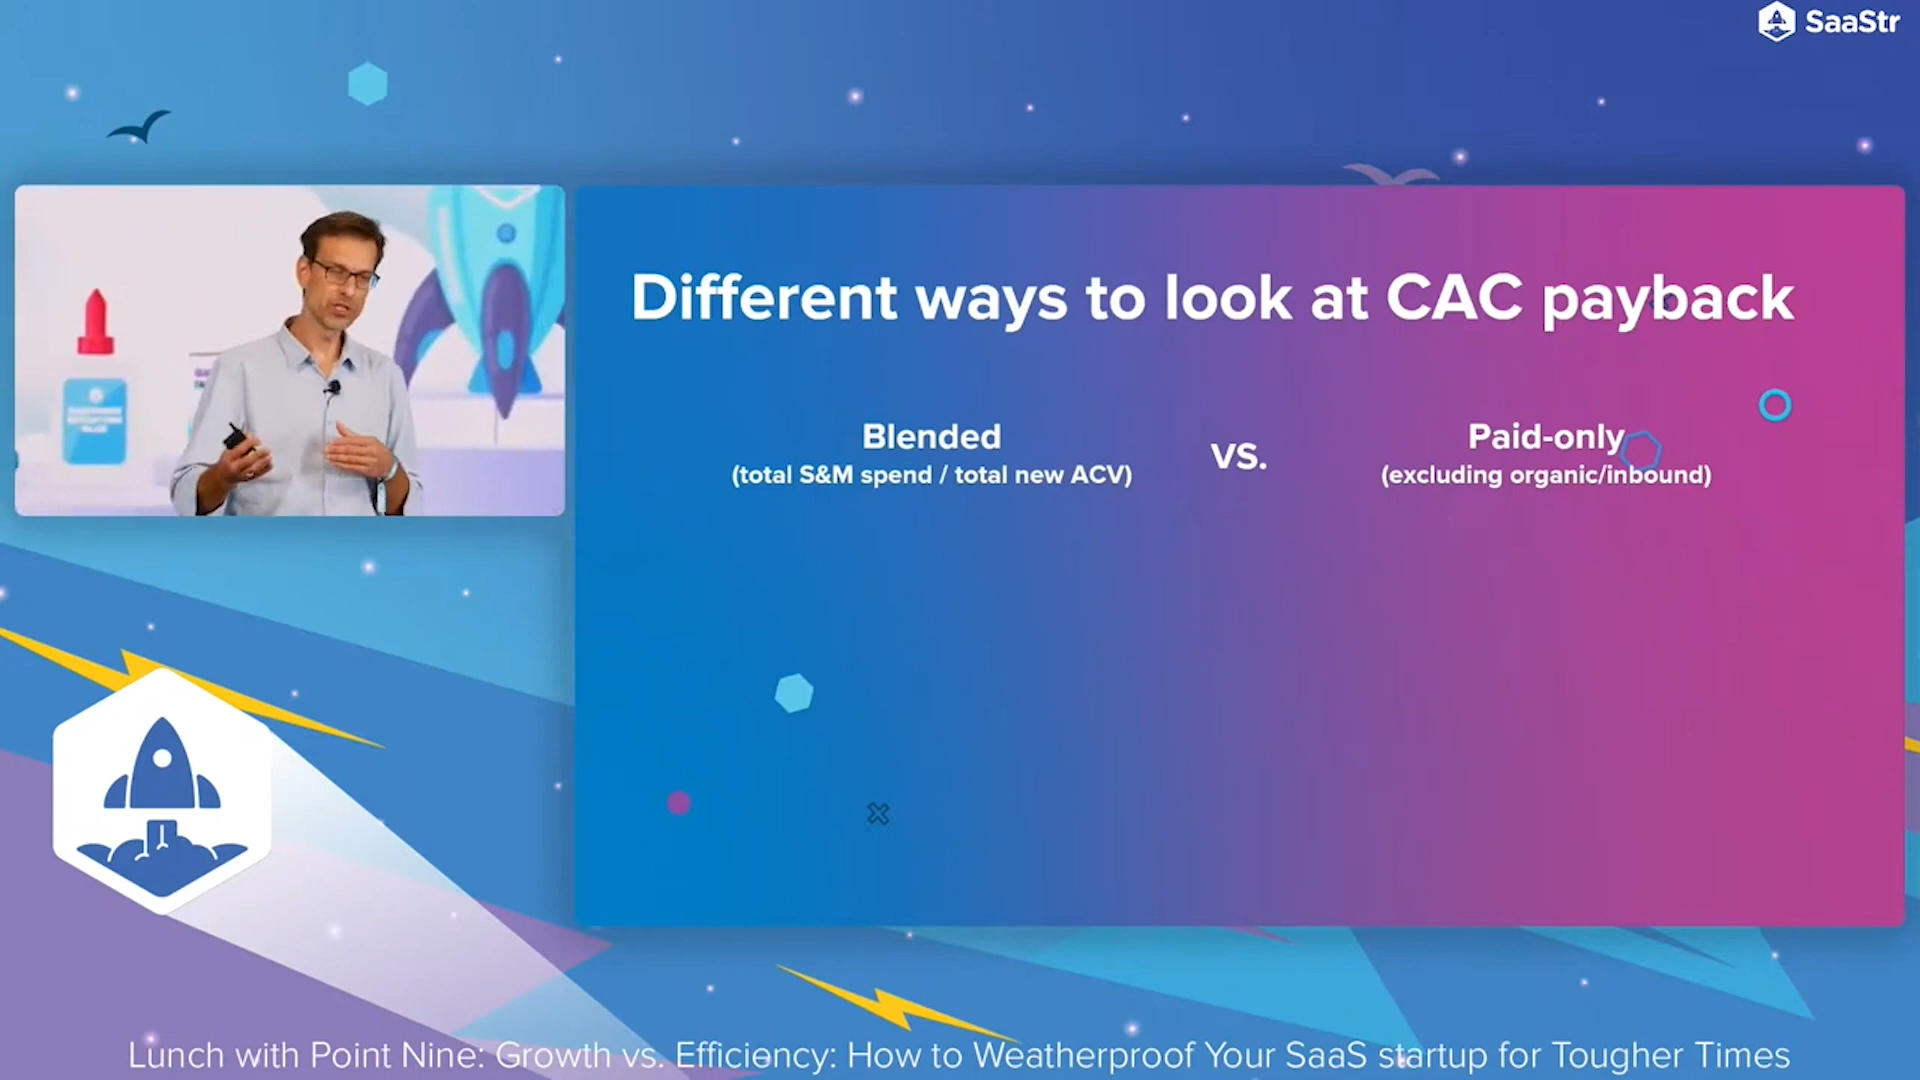 SaaStr
Different ways to look at CAC payback
Blended
(total S&M spend / total new ACV)
vs.
Paid-only
(excluding organic/inbound)
Lunch with Point Nine: Growth vs. Efficiency: How to Weatherproof Your SaaS startup for Tougher Times